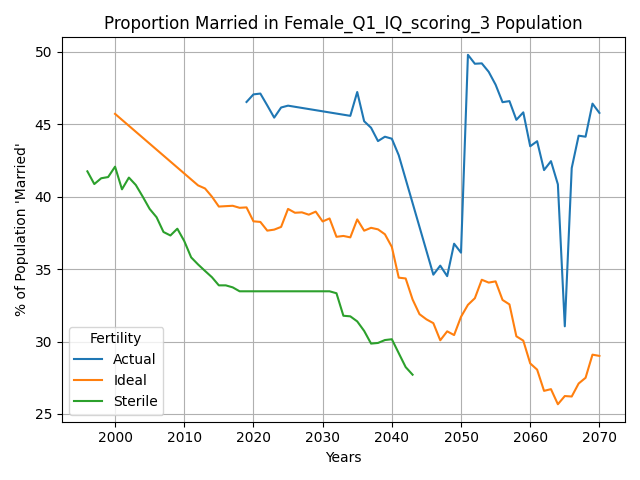 Proportion Married in Female_Q1_IQ_scoring_3 Population
% of Population 'Married'
50
45
40
35
30
25
Fertility
Actual
Ideal
Sterile
2000 2010 2020 2030 2040 2050 2060 2070
Years